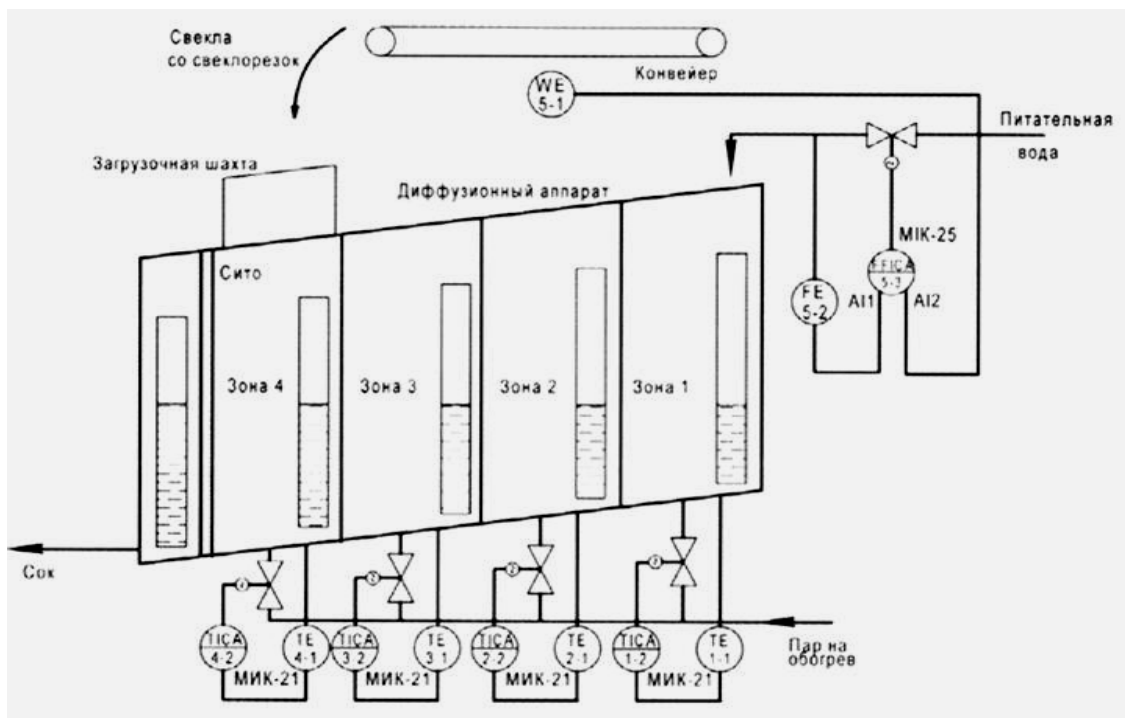 Свекла
со свеклорезок
Конвейер
WE
5-1
Питательная
вода
Загрузочная шахта
Диффузионный аппарат
МІК-25
FFICA
5-3
FE
5-2
AI1
AI2
Сито
Зона 4
Зона 3
Зона 2
Зона 1
Сок
TICA
4-2
TE
4-1
TICA
3-2
TE
3-1
TICA
2-2
TE
2-1
TICA
1-2
TE
1-1
Пар на
обогрев
МИК-21
МИК-21
МИК-21
МИК-21